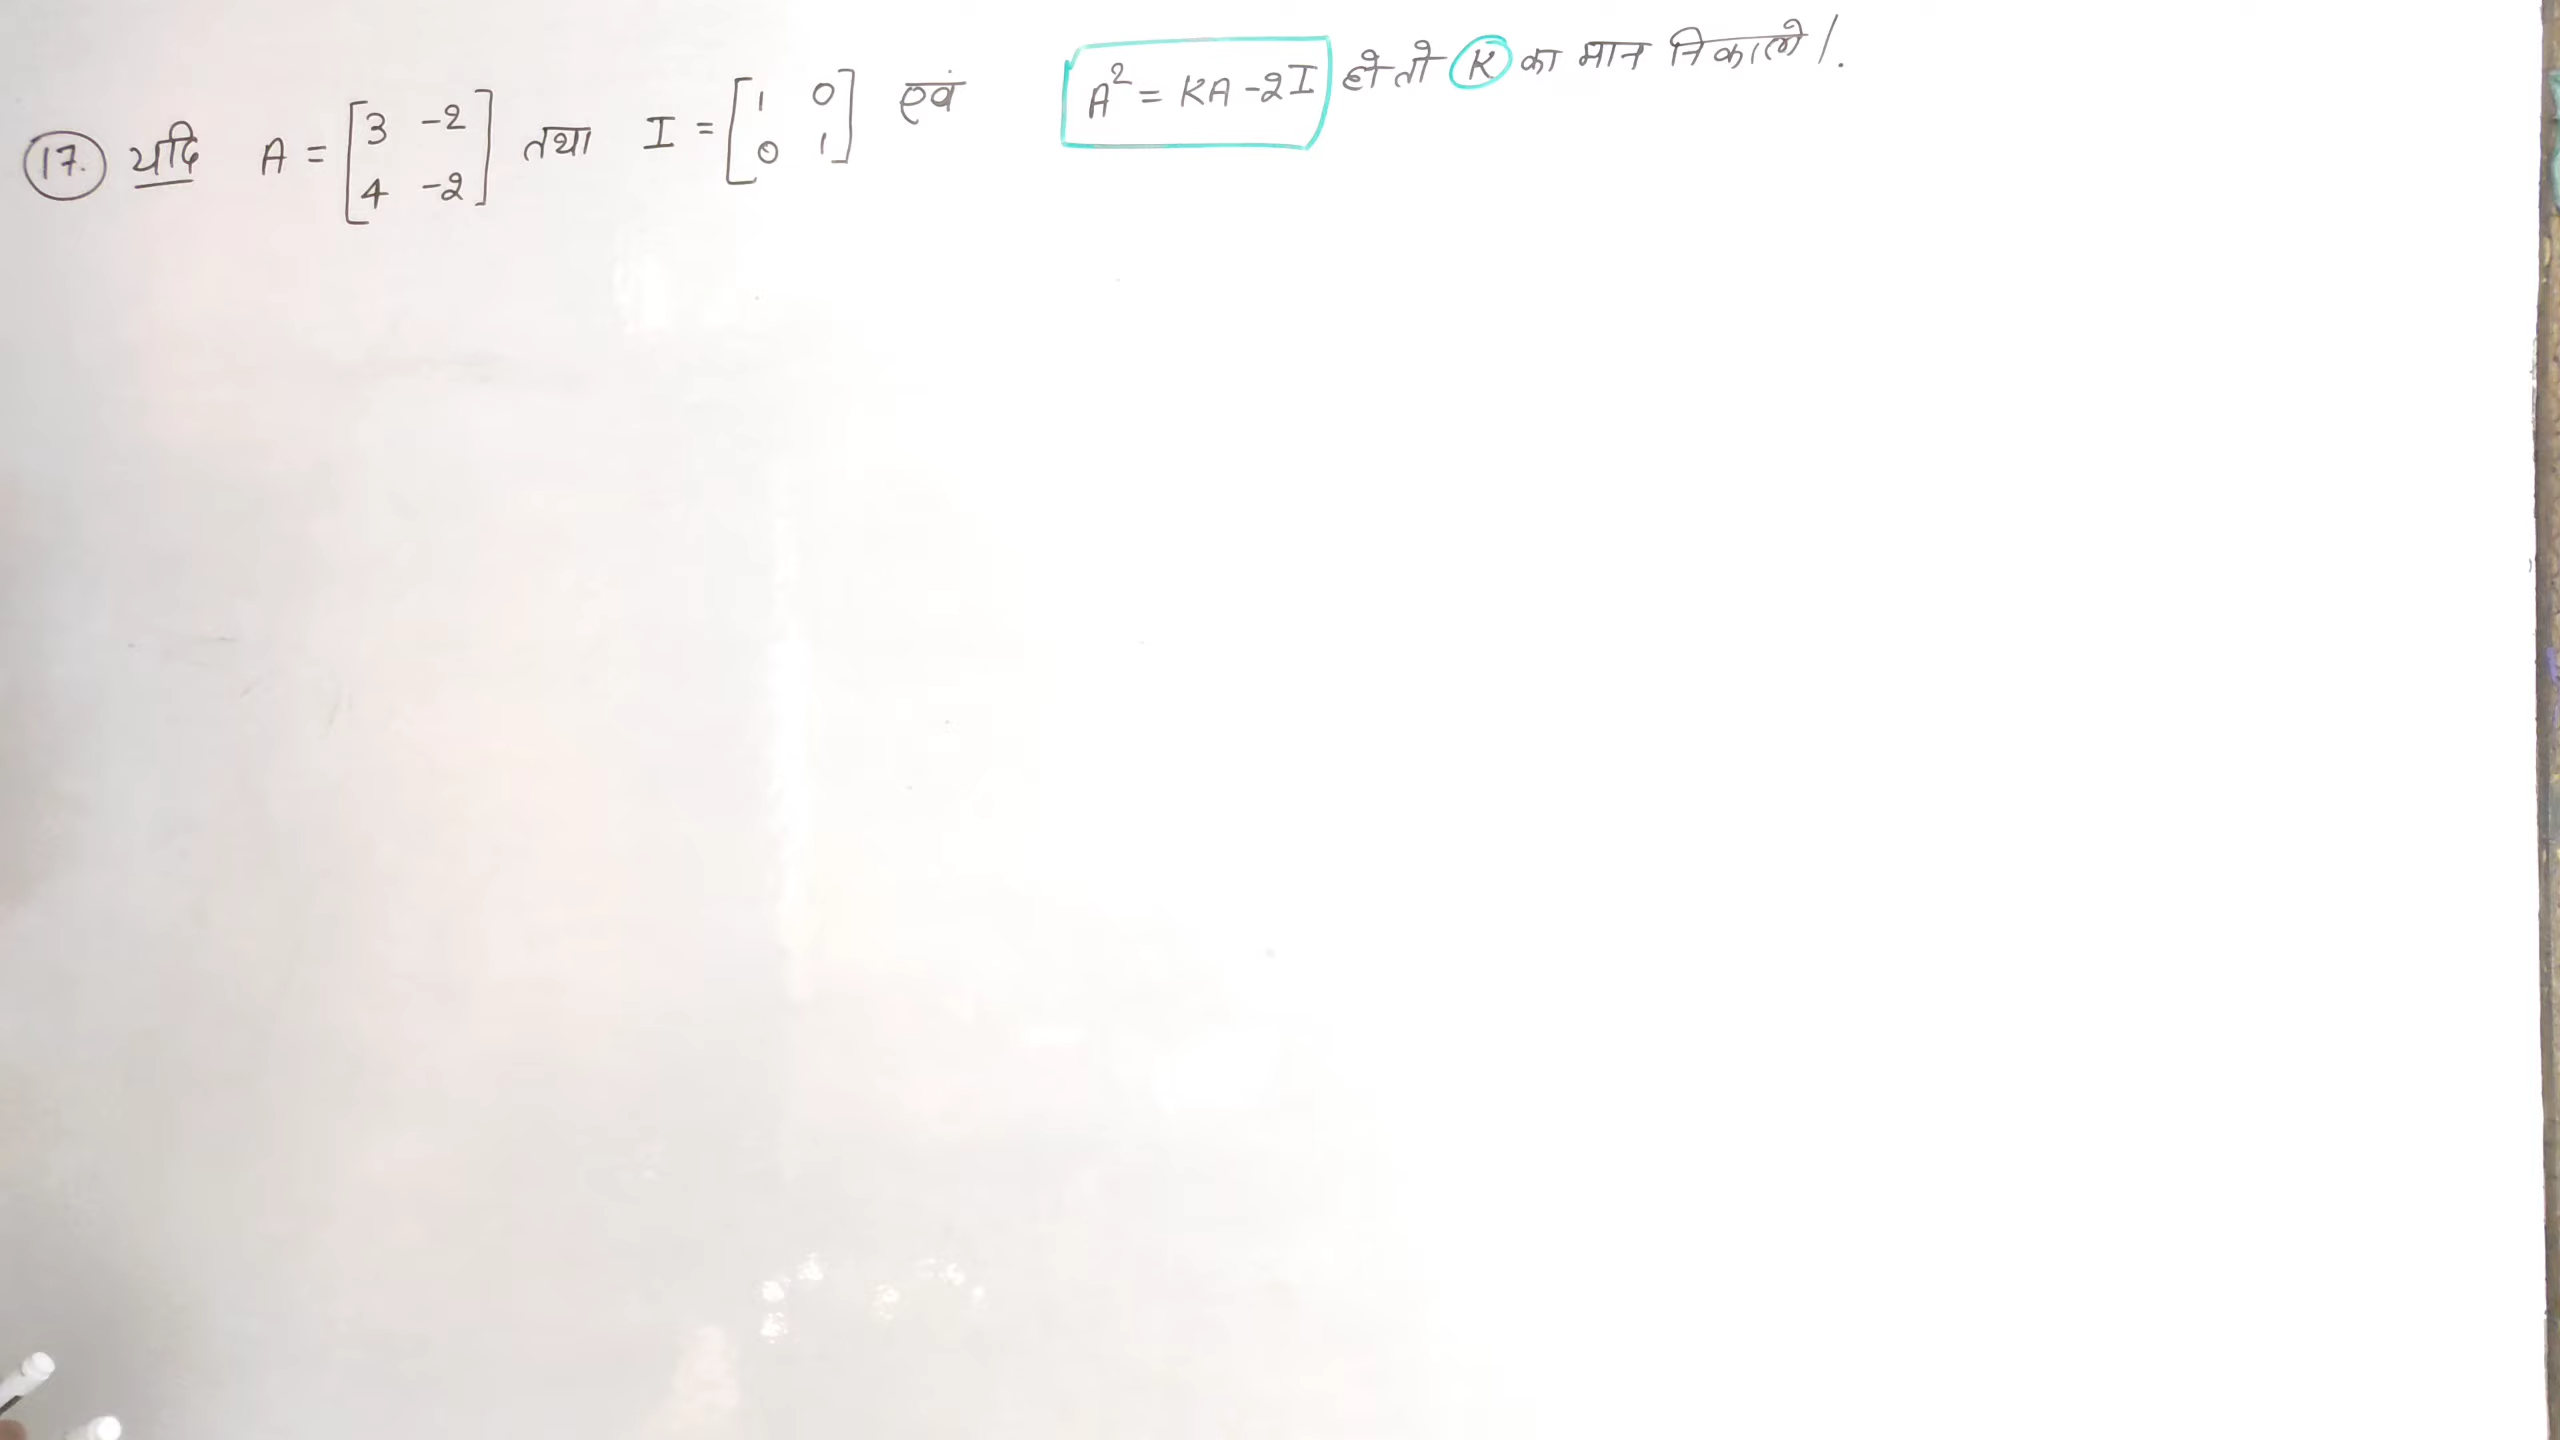 17. यदि A = [3 -2 4 -2] तथा I = [1 0 0 1] एवं A² = KA - 2I हो तो K का मान निकालो।.